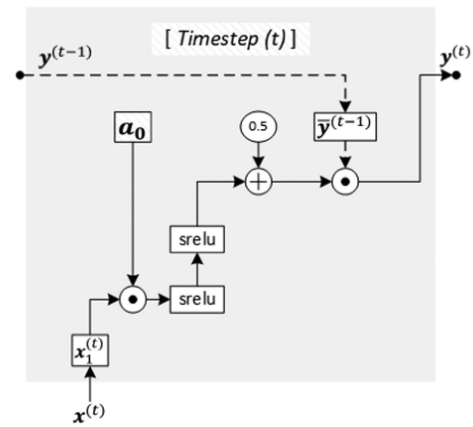 [ Timestep (t) ]
y^(t−1)
y^(t)
a_0
0.5
ȳ^(t−1)
srelu
srelu
x_1^(t)
x^(t)